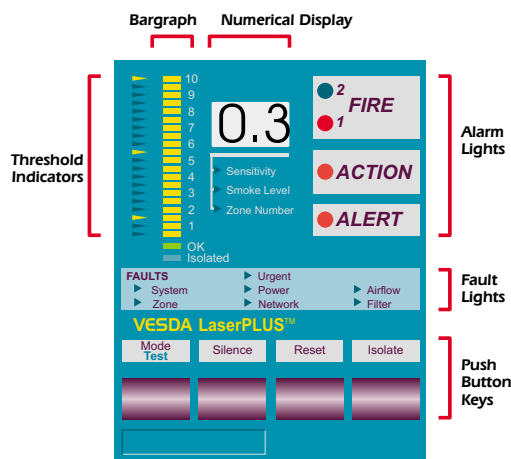 Bargraph
Numerical Display
Threshold
Indicators
10
9
8
7
6
5
4
3
2
1
OK
Isolated
0.3
Sensitivity
Smoke Level
Zone Number
2
FIRE
1
ACTION
ALERT
Alarm
Lights
FAULTS
Urgent
System
Power
Airflow
Zone
Network
Filter
Fault
Lights
VESDA LaserPLUS™
Mode
Test
Silence
Reset
Isolate
Push
Button
Keys